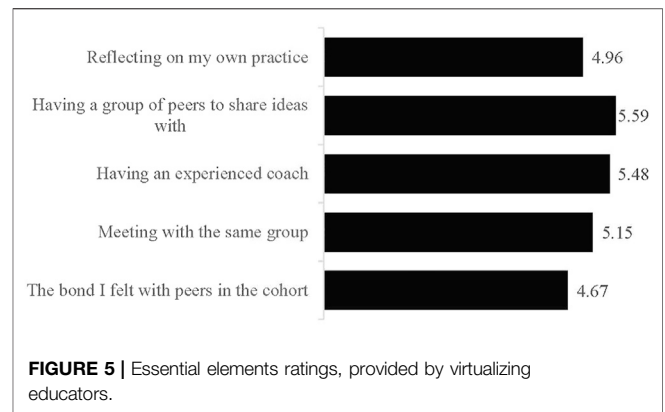 Reflecting on my own practice
4.96
Having a group of peers to share ideas
with
5.59
Having an experienced coach
5.48
Meeting with the same group
5.15
The bond I felt with peers in the cohort
4.67
FIGURE 5 | Essential elements ratings, provided by virtualizing
educators.